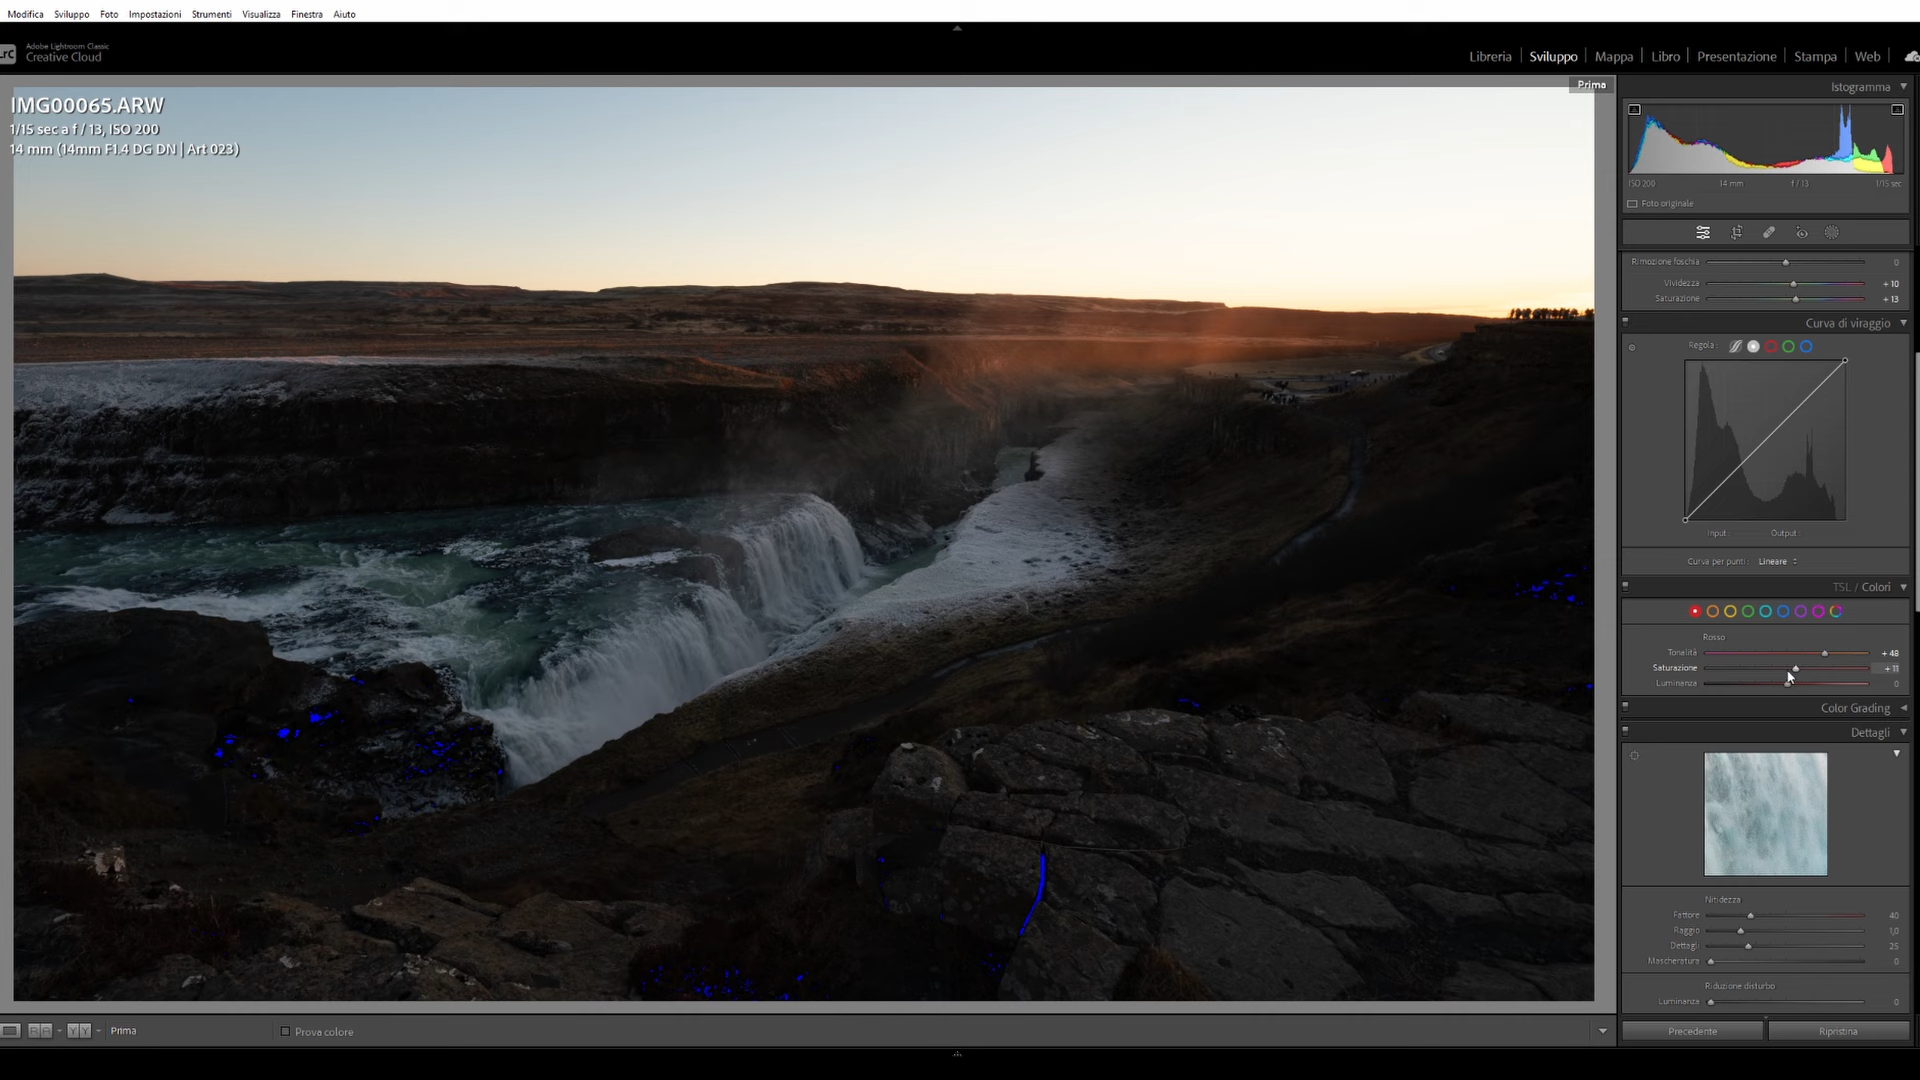 Modifica Sviluppo Foto Impostazioni Strumenti Visualizza Finestra Aiuto
LrC Adobe Lightroom Classic
Creative Cloud
Libreria | Sviluppo | Mappa | Libro | Presentazione | Stampa | Web
Prima
IMG00065.ARW
1/15 sec a f / 13, ISO 200
14 mm (14mm F1.4 DG DN | Art 023)
Istogramma
ISO 200 14 mm f / 13 1/15 sec
Foto originale
Rimozione foschia 0
Vividezza + 10
Saturazione + 13
Curva di viraggio
Regola :
Input : Output :
Curva per punti : Lineare
TSL / Colori
Rosso
Tonalità + 48
Saturazione + 11
Luminanza 0
Color Grading
Dettagli
Nitidezza
Fattore 40
Raggio 1,0
Dettagli 25
Mascheratura 0
Riduzione disturbo
Luminanza 0
R A Y Y Prima Prova colore
Precedente Ripristina